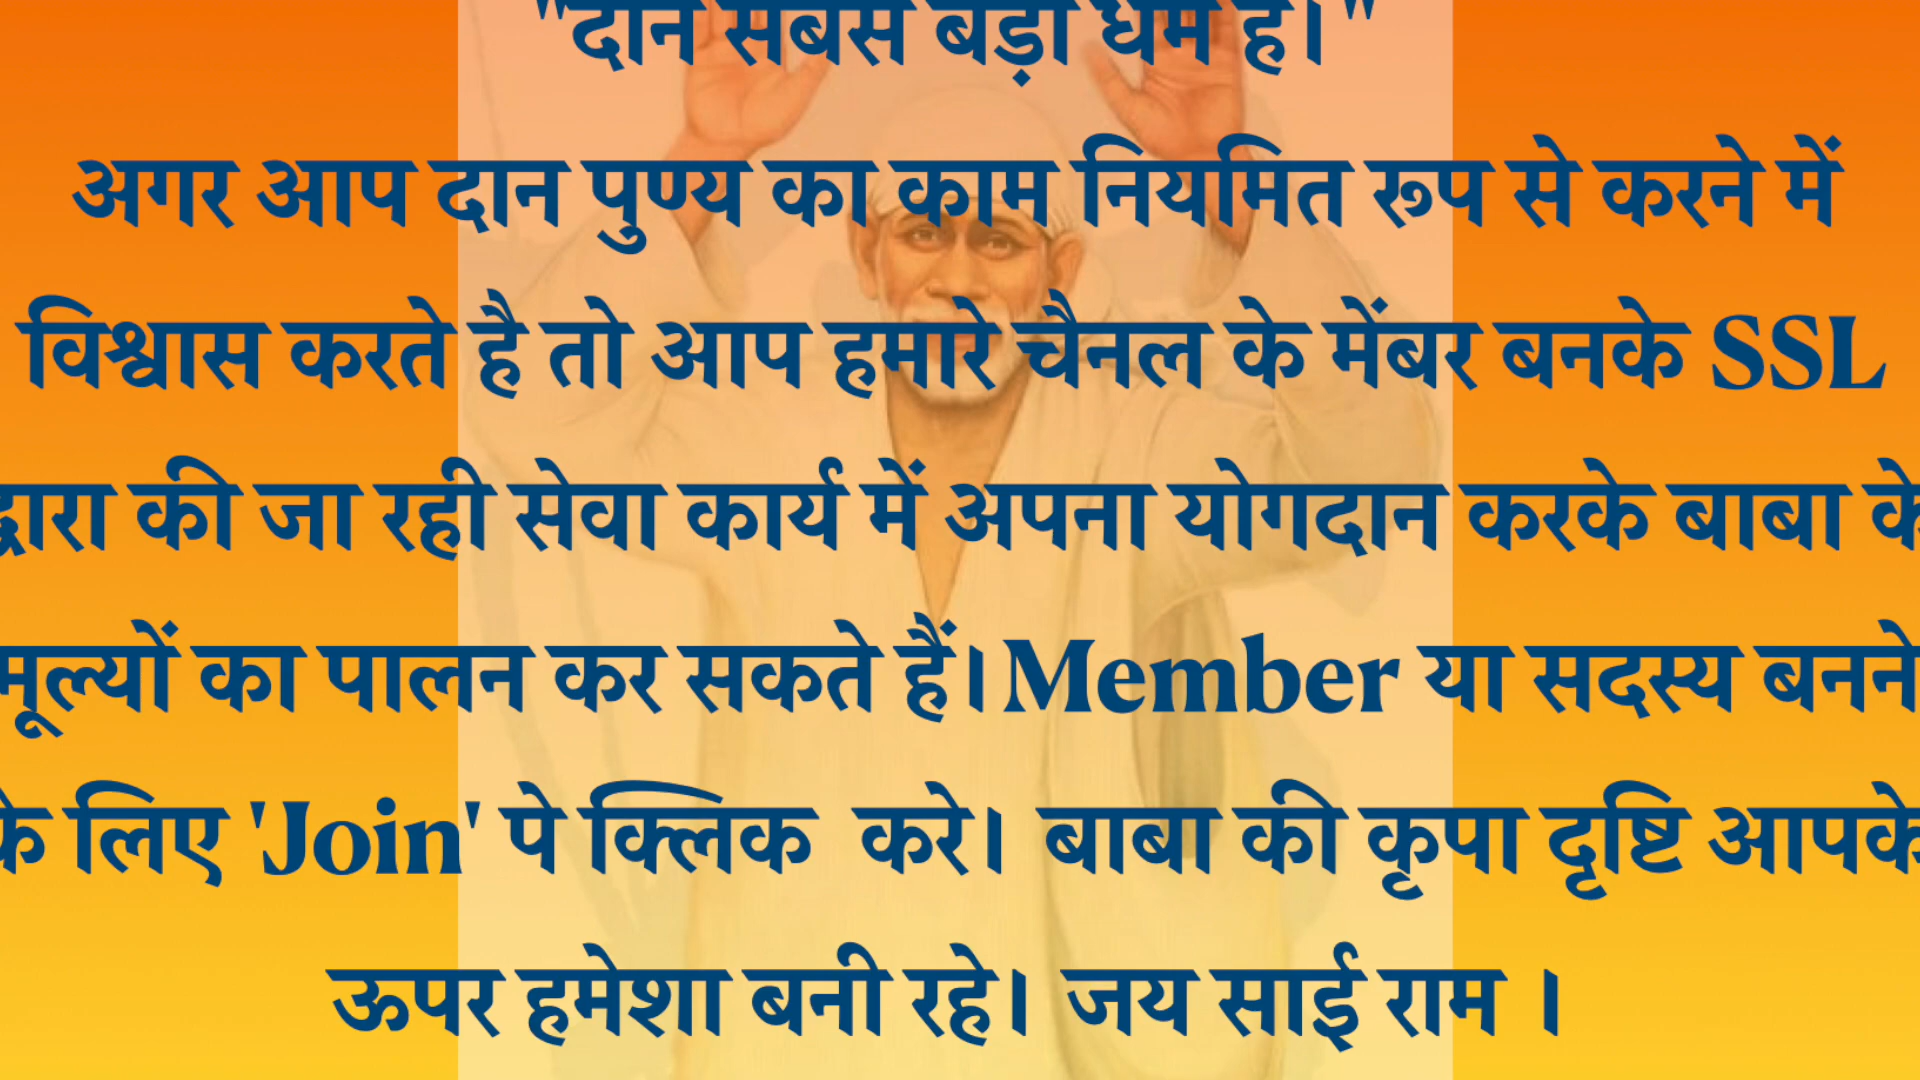 "दान सबसे बड़ा धर्म है।"
अगर आप दान पुण्य का काम नियमित रूप से करने में
विश्वास करते है तो आप हमारे चैनल के मेंबर बनके SSL
द्वारा की जा रही सेवा कार्य में अपना योगदान करके बाबा के
मूल्यों का पालन कर सकते हैं।Member या सदस्य बनने
के लिए 'Join' पे क्लिक करे। बाबा की कृपा दृष्टि आपके
ऊपर हमेशा बनी रहे। जय साई राम ।